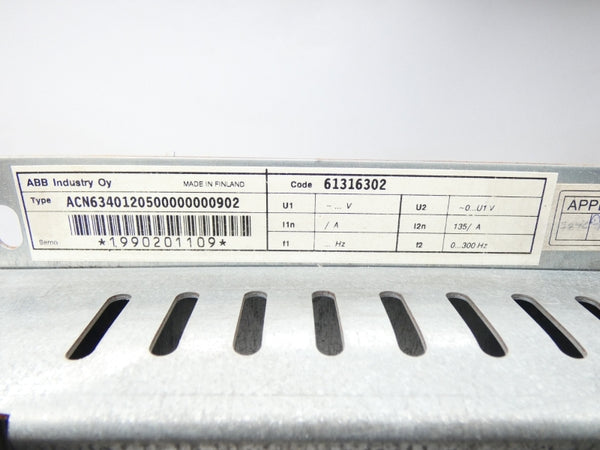 ABB Industry Oy MADE IN FINLAND Code 61316302
Type ACN6340120500000000902
U1 ~ ... V U2 ~0...U1 V
I1n / A I2n 135/ A
f1 ... Hz f2 0...300 Hz
Serno *1990201109*
APP